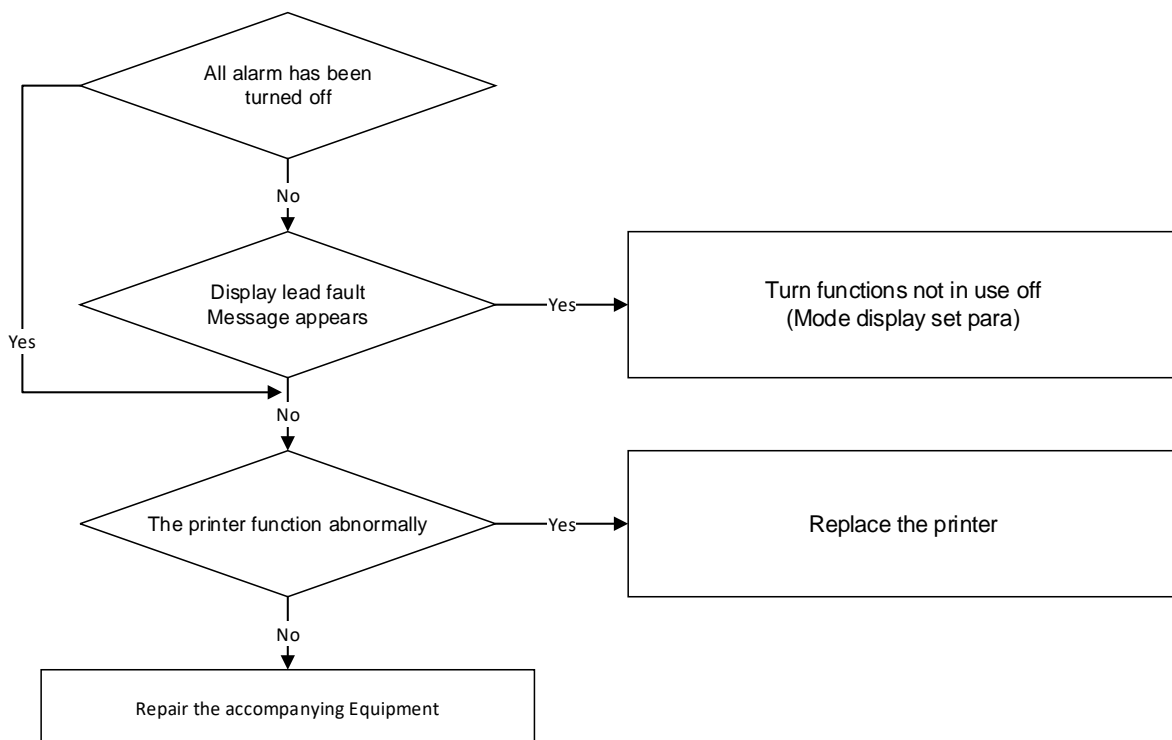 All alarm has been
turned off
No
Display lead fault
Message appears
Yes
Turn functions not in use off
(Mode display set para)
Yes
No
The printer function abnormally
Yes
Replace the printer
No
Repair the accompanying Equipment